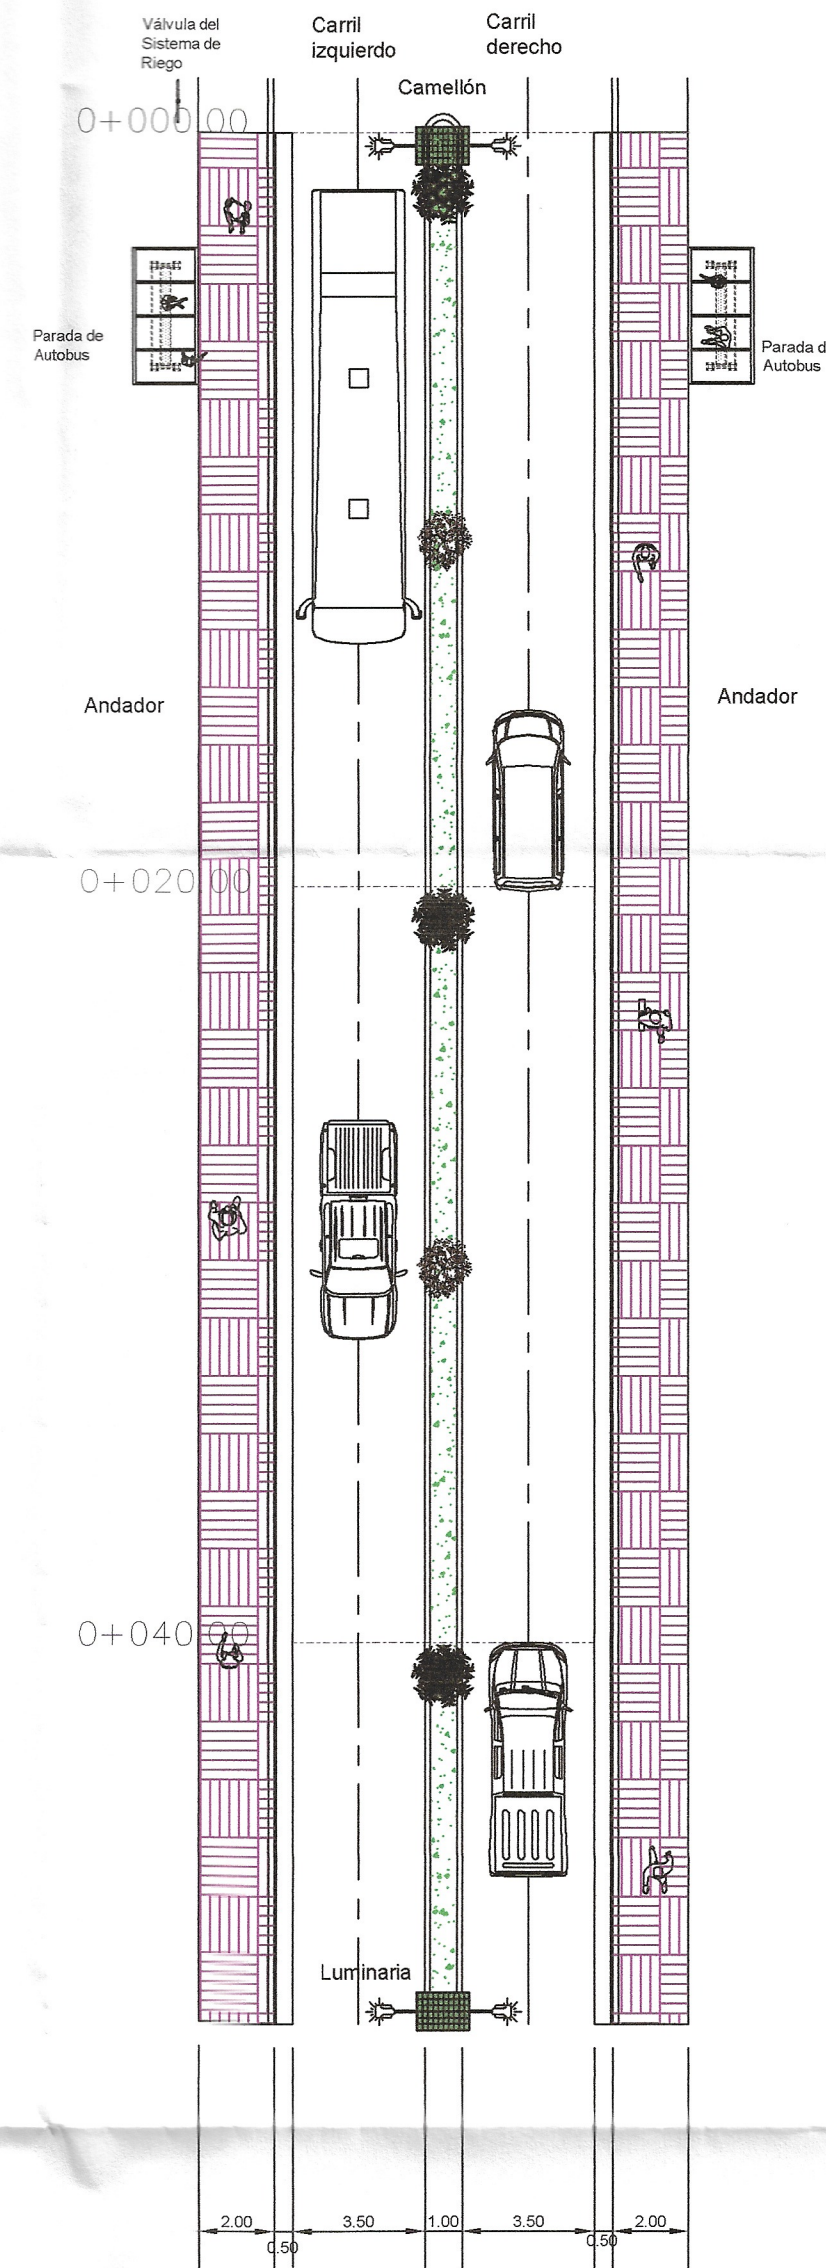 Válvula del
Sistema de
Riego
Carril
izquierdo
Carril
derecho
Camellón
0+000.00
Parada de
Autobus
Parada d
Autobus
Andador
Andador
0+020.00
0+040.00
Luminaria
2.00
0.50
3.50
1.00
3.50
0.50
2.00